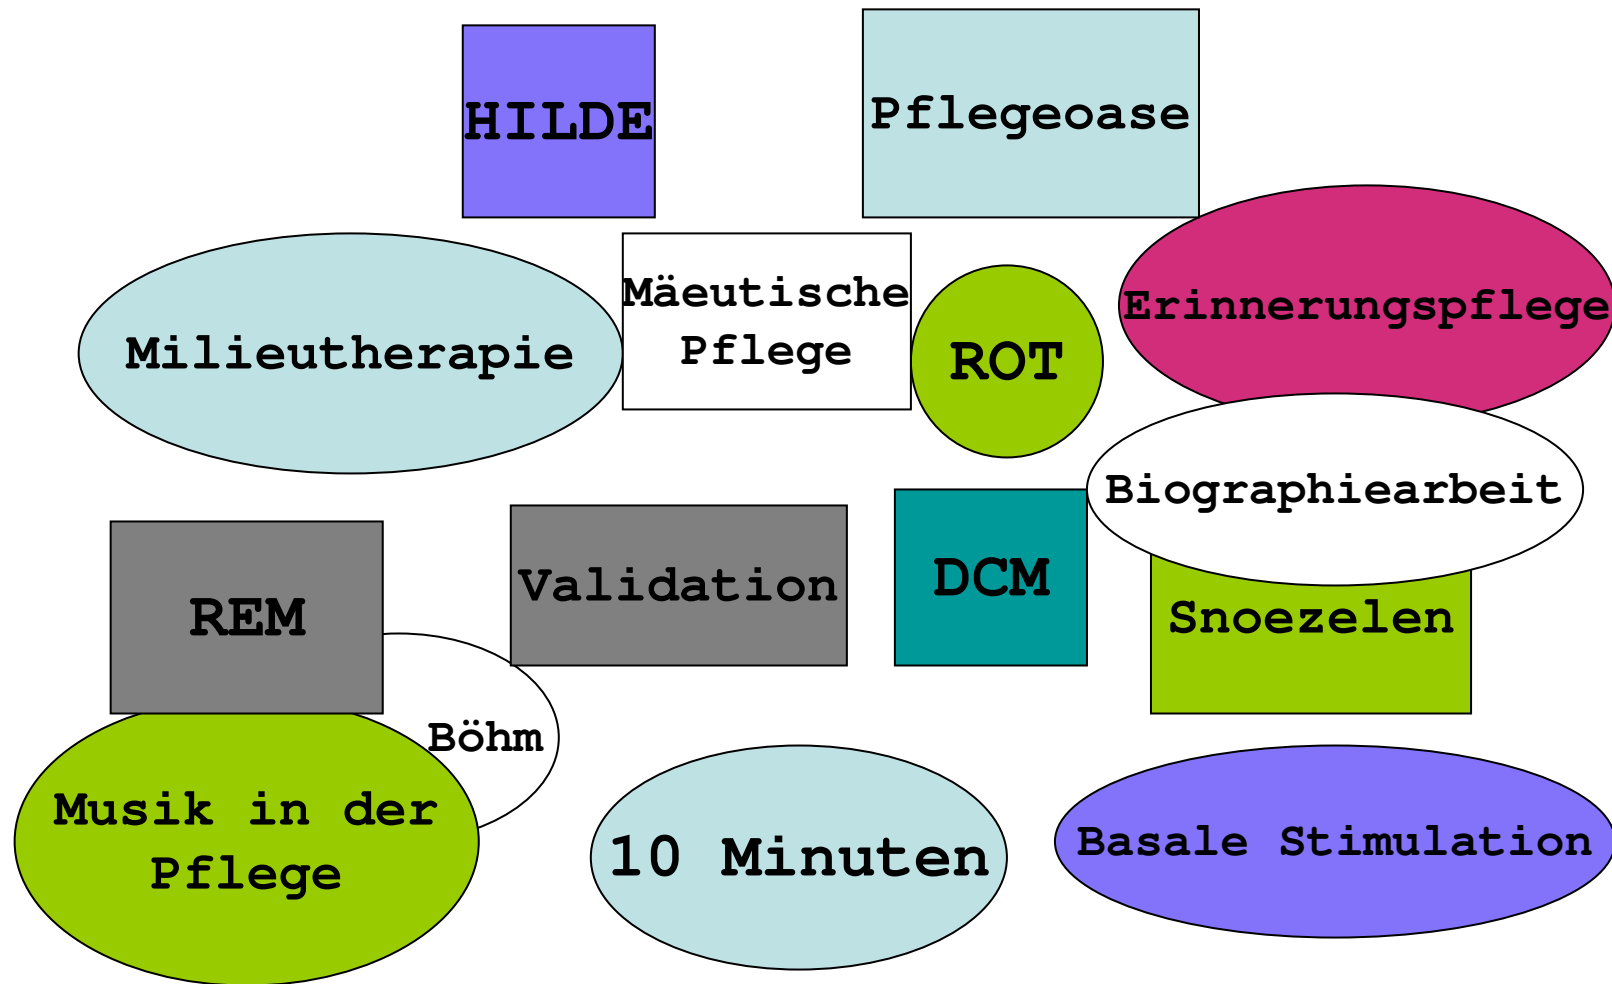 HILDE
Pflegeoase
Mäeutische
Pflege
Erinnerungspflege
Milieutherapie
ROT
Biographiearbeit
REM
Validation
DCM
Snoezelen
Böhm
Musik in der
Pflege
10 Minuten
Basale Stimulation